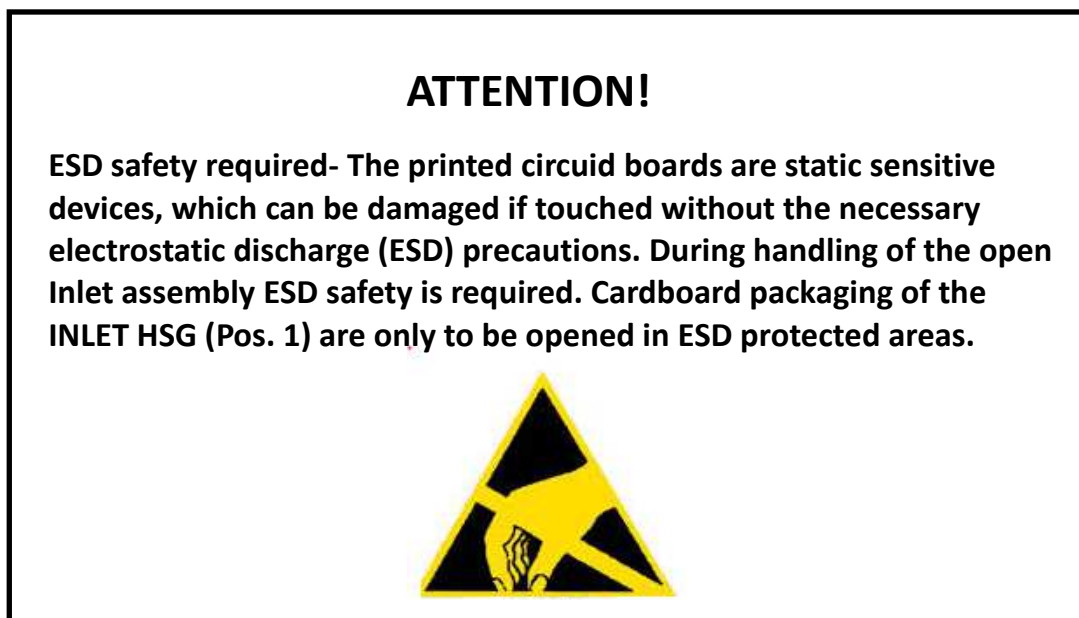 ATTENTION!
ESD safety required- The printed circuid boards are static sensitive
devices, which can be damaged if touched without the necessary
electrostatic discharge (ESD) precautions. During handling of the open
Inlet assembly ESD safety is required. Cardboard packaging of the
INLET HSG (Pos. 1) are only to be opened in ESD protected areas.